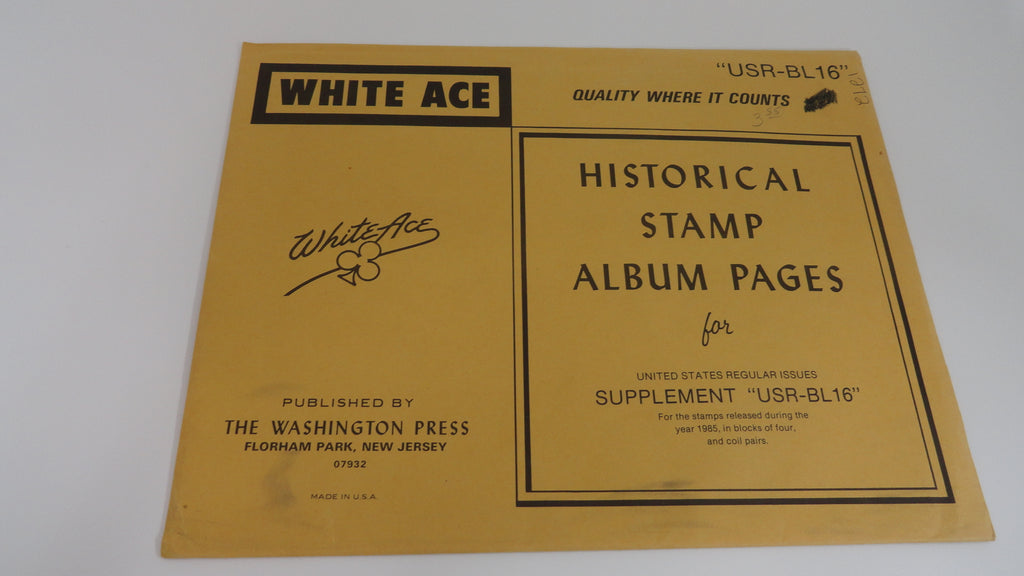 WHITE ACE
"USR-BL16"
QUALITY WHERE IT COUNTS
HISTORICAL
STAMP
ALBUM PAGES
for
UNITED STATES REGULAR ISSUES
SUPPLEMENT "USR-BL16"
For the stamps released during the
year 1985, in blocks of four,
and coil pairs.
White Ace
PUBLISHED BY
THE WASHINGTON PRESS
FLORHAM PARK, NEW JERSEY
07932
MADE IN U.S.A.